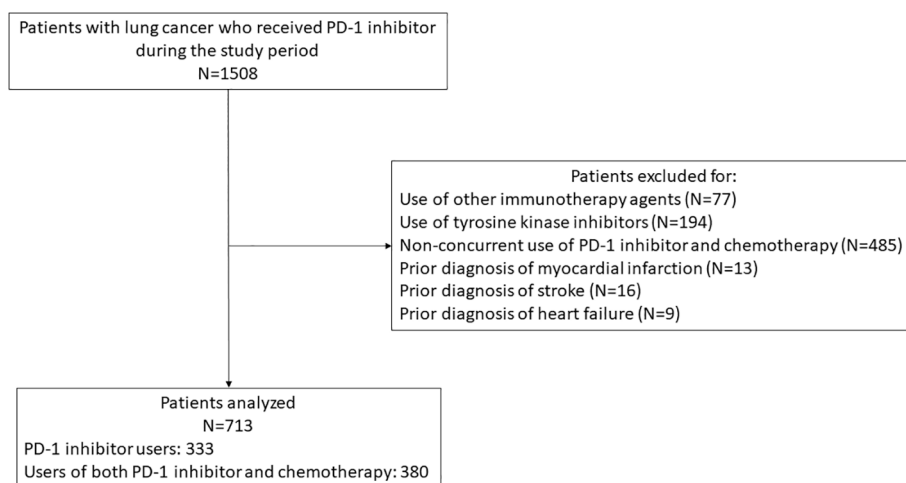 Patients with lung cancer who received PD-1 inhibitor
during the study period
N=1508
Patients excluded for:
Use of other immunotherapy agents (N=77)
Use of tyrosine kinase inhibitors (N=194)
Non-concurrent use of PD-1 inhibitor and chemotherapy (N=485)
Prior diagnosis of myocardial infarction (N=13)
Prior diagnosis of stroke (N=16)
Prior diagnosis of heart failure (N=9)
Patients analyzed
N=713
PD-1 inhibitor users: 333
Users of both PD-1 inhibitor and chemotherapy: 380